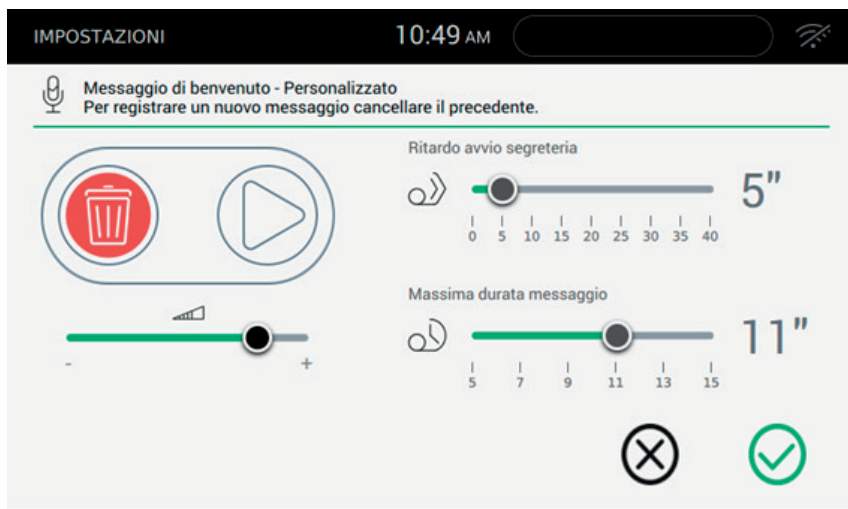 IMPOSTAZIONI 10:49 AM
Messaggio di benvenuto - Personalizzato
Per registrare un nuovo messaggio cancellare il precedente.
Ritardo avvio segreteria
5"
0 5 10 15 20 25 30 35 40
Massima durata messaggio
11"
- +
5 7 9 11 13 15